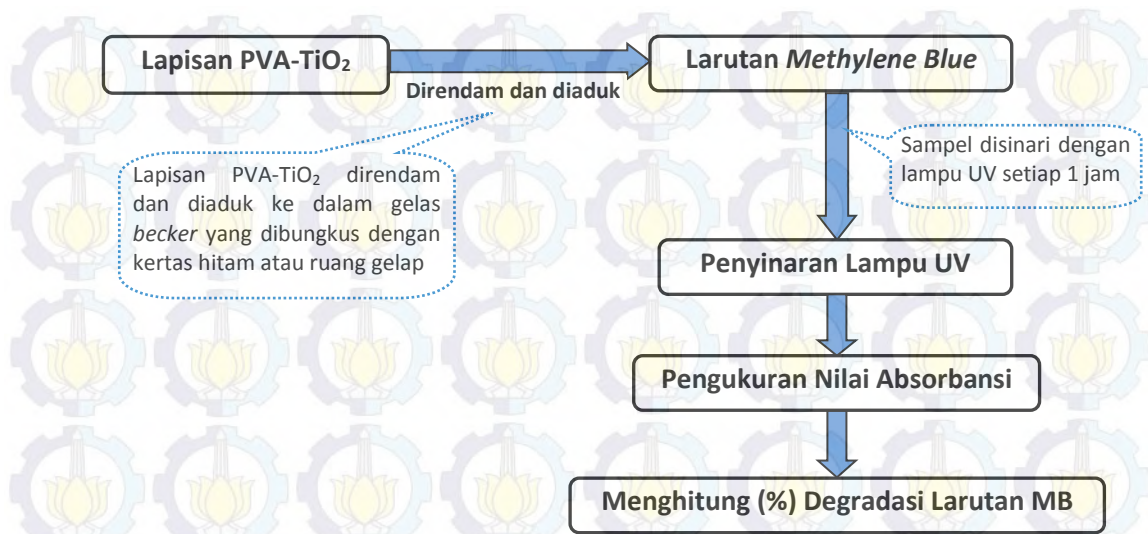 Lapisan PVA-TiO₂
Direndam dan diaduk
Larutan Methylene Blue
Lapisan PVA-TiO₂ direndam
dan diaduk ke dalam gelas
becker yang dibungkus dengan
kertas hitam atau ruang gelap
Sampel disinari dengan
lampu UV setiap 1 jam
Penyinaran Lampu UV
Pengukuran Nilai Absorbansi
Menghitung (%) Degradasi Larutan MB